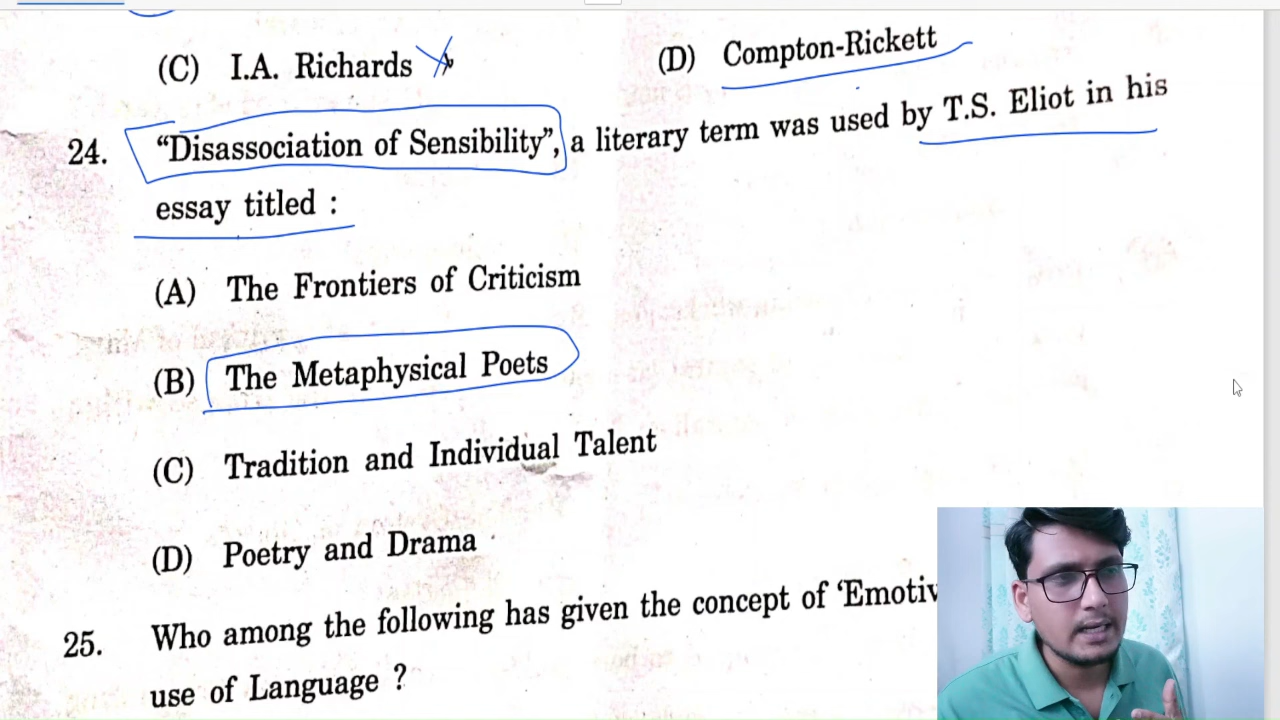 (C) I.A. Richards
(D) Compton-Rickett
24. “Disassociation of Sensibility”, a literary term was used by T.S. Eliot in his
essay titled :
(A) The Frontiers of Criticism
(B) The Metaphysical Poets
(C) Tradition and Individual Talent
(D) Poetry and Drama
25. Who among the following has given the concept of ‘Emotiv
use of Language ?